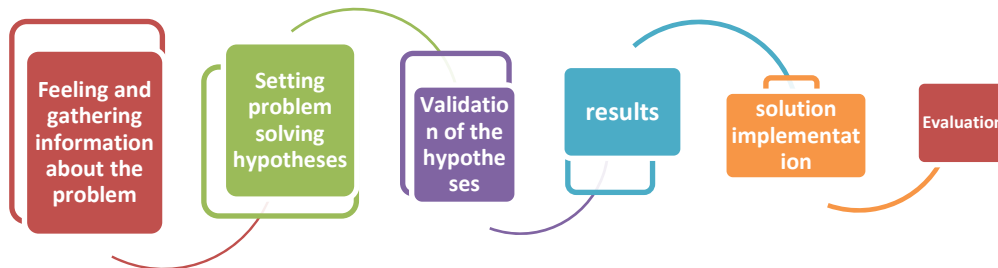 Feeling and
gathering
information
about the
problem
Setting
problem
solving
hypotheses
Validatio
n of the
hypothe
ses
results
solution
implementat
ion
Evaluation